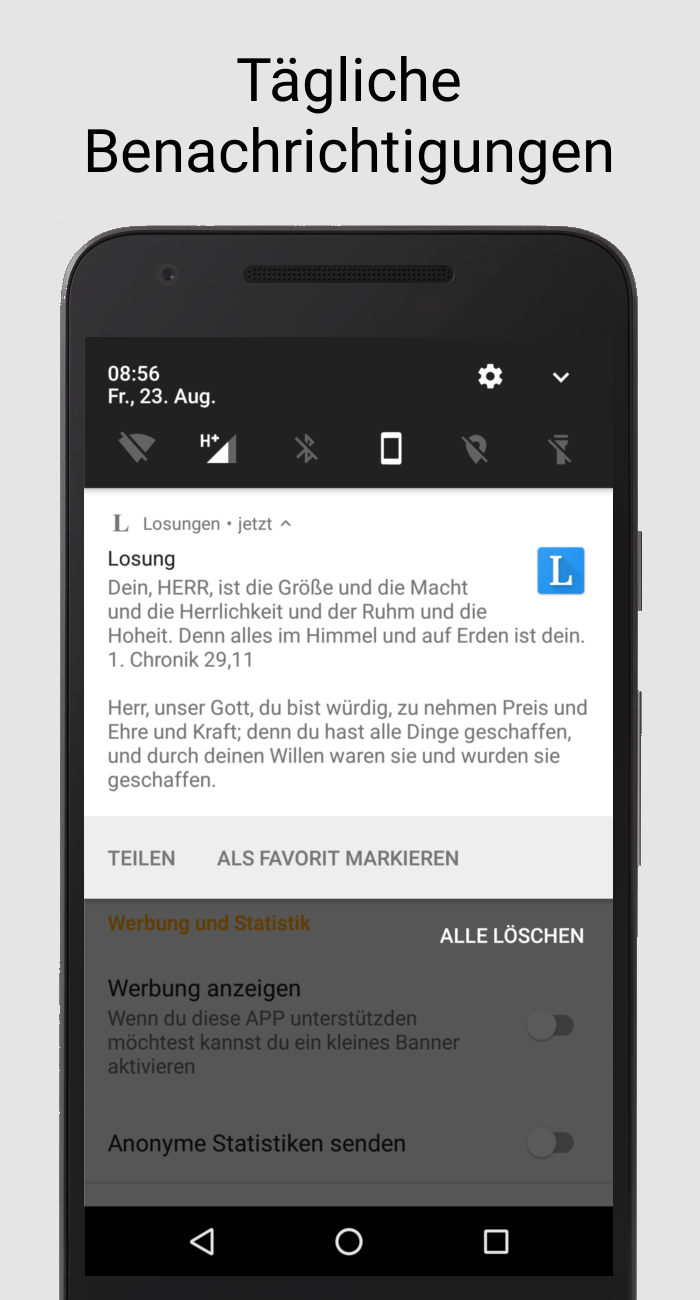 Tägliche
Benachrichtigungen
08:56
Fr., 23. Aug.
H+
L Losungen • jetzt
Losung
L
Dein, HERR, ist die Größe und die Macht
und die Herrlichkeit und der Ruhm und die
Hoheit. Denn alles im Himmel und auf Erden ist dein.
1. Chronik 29,11
Herr, unser Gott, du bist würdig, zu nehmen Preis und
Ehre und Kraft; denn du hast alle Dinge geschaffen,
und durch deinen Willen waren sie und wurden sie
geschaffen.
TEILEN ALS FAVORIT MARKIEREN
Werbung und Statistik
ALLE LÖSCHEN
Werbung anzeigen
Wenn du diese APP unterstützden
möchtest kannst du ein kleines Banner
aktivieren
Anonyme Statistiken senden